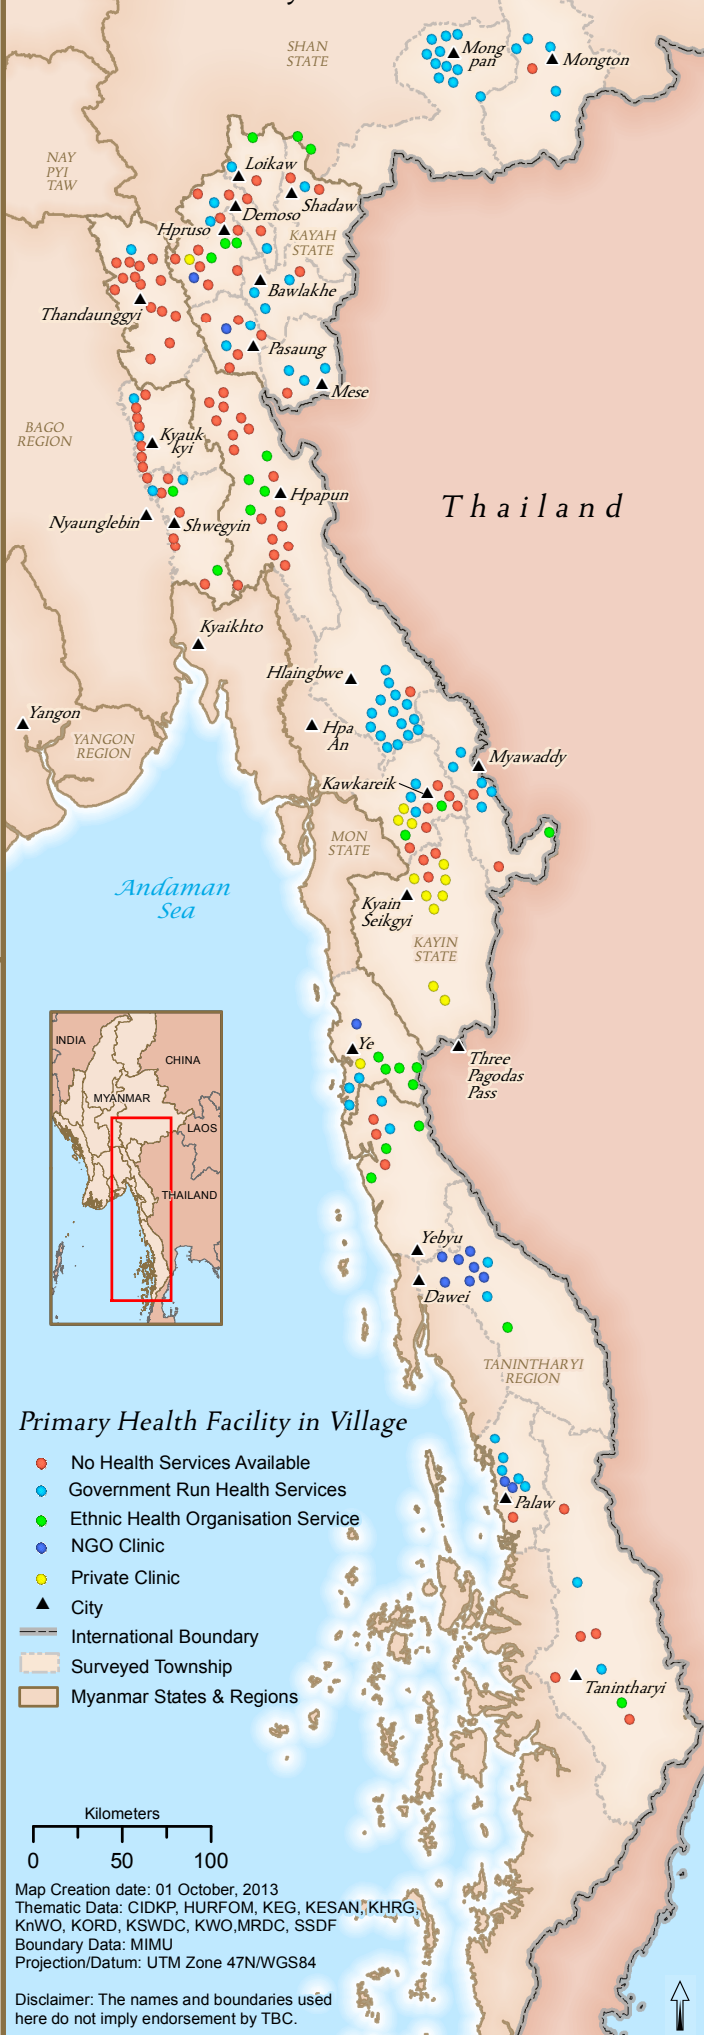 SHAN
STATE
Mong
pan
Mongton
NAY
PYI
TAW
Loikaw
Shadaw
Demoso
Hpruso
KAYAH
STATE
Bawlakhe
Thandaunggyi
Pasaung
Mese
BAGO
REGION
Kyauk
kyi
Thailand
Hpapun
Nyaunglebin
Shwegyin
Kyaikhto
Hlaingbwe
Yangon
YANGON
REGION
Hpa
An
Myawaddy
Kawkareik
MON
STATE
Andaman
Sea
Kyain
Seikgyi
KAYIN
STATE
Ye
Three
Pagodas
Pass
INDIA
CHINA
MYANMAR
LAOS
THAILAND
Yebyu
Dawei
TANINTHARYI
REGION
Primary Health Facility in Village
No Health Services Available
Government Run Health Services
Ethnic Health Organisation Service
NGO Clinic
Private Clinic
City
International Boundary
Surveyed Township
Myanmar States & Regions
Palaw
Tanintharyi
Kilometers
0 50 100
Map Creation date: 01 October, 2013
Thematic Data: CIDKP, HURFOM, KEG, KESAN, KHRG,
KnWO, KORD, KSWDC, KWO,MRDC, SSDF
Boundary Data: MIMU
Projection/Datum: UTM Zone 47N/WGS84
Disclaimer: The names and boundaries used
here do not imply endorsement by TBC.